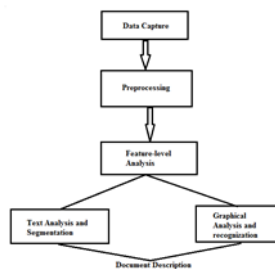 Data Capture
Preprocessing
Feature-level
Analysis
Text Analysis and
Segmentation
Graphical
Analysis and
recognization
Document Description